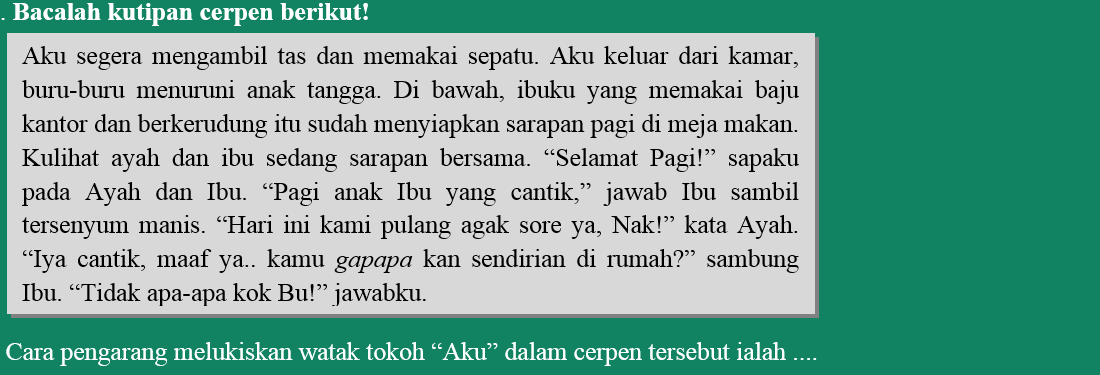 . Bacalah kutipan cerpen berikut!
Aku segera mengambil tas dan memakai sepatu. Aku keluar dari kamar,
buru-buru menuruni anak tangga. Di bawah, ibuku yang memakai baju
kantor dan berkerudung itu sudah menyiapkan sarapan pagi di meja makan.
Kulihat ayah dan ibu sedang sarapan bersama. “Selamat Pagi!” sapaku
pada Ayah dan Ibu. “Pagi anak Ibu yang cantik,” jawab Ibu sambil
tersenyum manis. “Hari ini kami pulang agak sore ya, Nak!” kata Ayah.
“Iya cantik, maaf ya.. kamu gapapa kan sendirian di rumah?” sambung
Ibu. “Tidak apa-apa kok Bu!” jawabku.
Cara pengarang melukiskan watak tokoh “Aku” dalam cerpen tersebut ialah ....